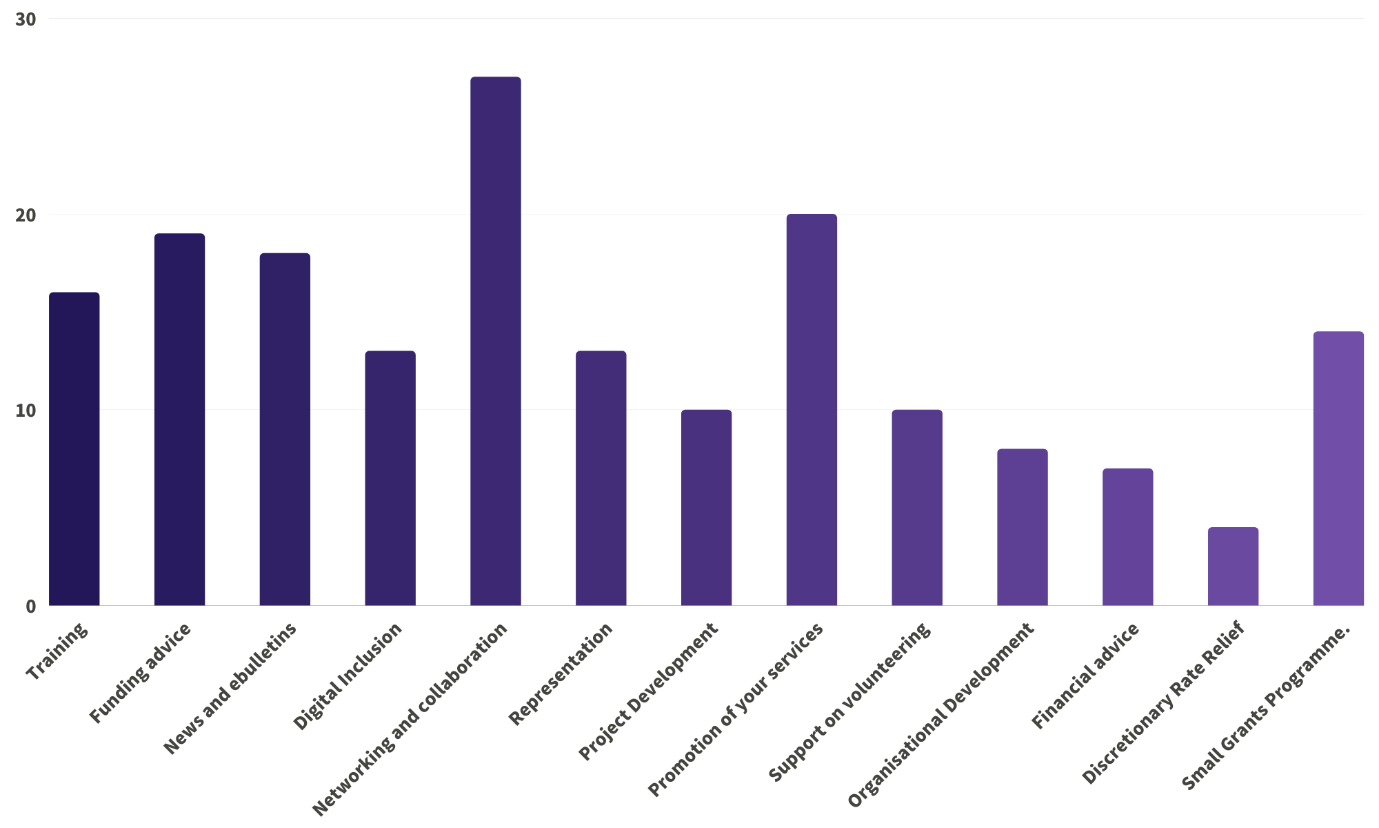 30
20
10
0
Training
Funding advice
News and ebulletins
Digital Inclusion
Networking and collaboration
Representation
Project Development
Promotion of your services
Support on volunteering
Organisational Development
Financial advice
Discretionary Rate Relief
Small Grants Programme.